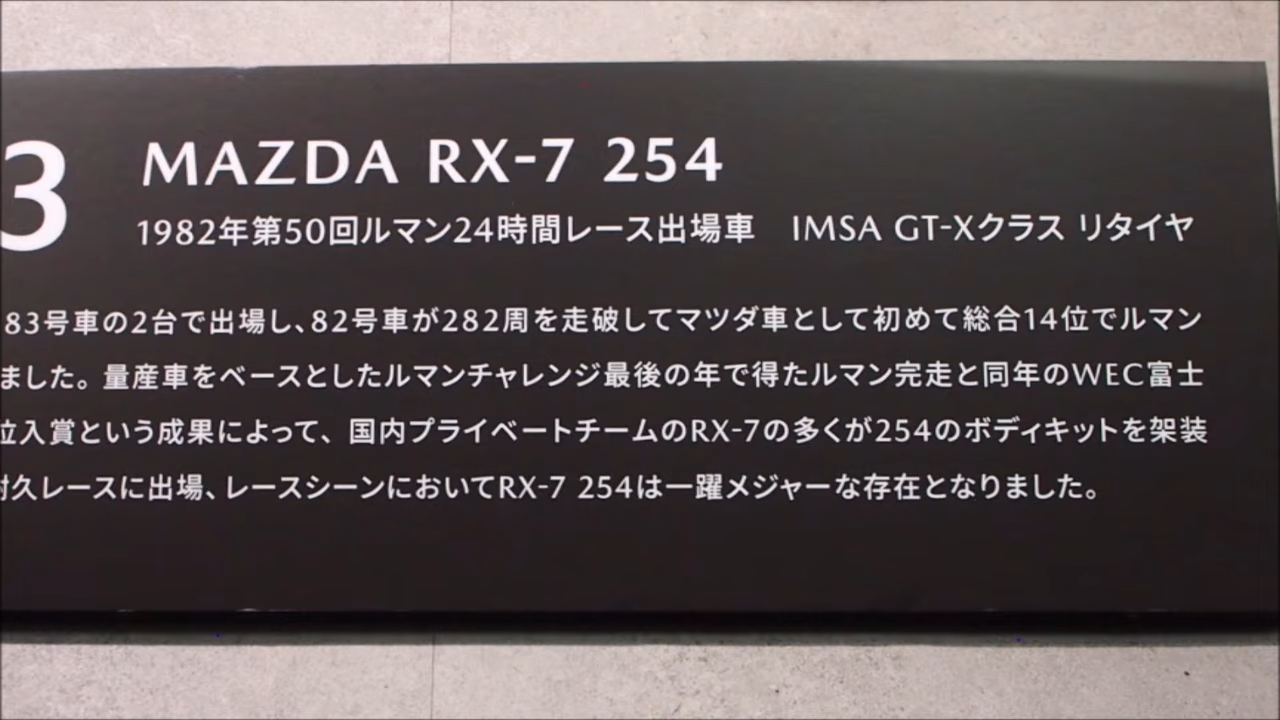 3 MAZDA RX-7 254
1982年第50回ルマン24時間レース出場車 IMSA GT-Xクラス リタイヤ
83号車の2台で出場し、82号車が282周を走破してマツダ車として初めて総合14位でルマン
ました。量産車をベースとしたルマンチャレンジ最後の年で得たルマン完走と同年のWEC富士
位入賞という成果によって、国内プライベートチームのRX-7の多くが254のボディキットを架装
久レースに出場、レースシーンにおいてRX-7 254は一躍メジャーな存在となりました。